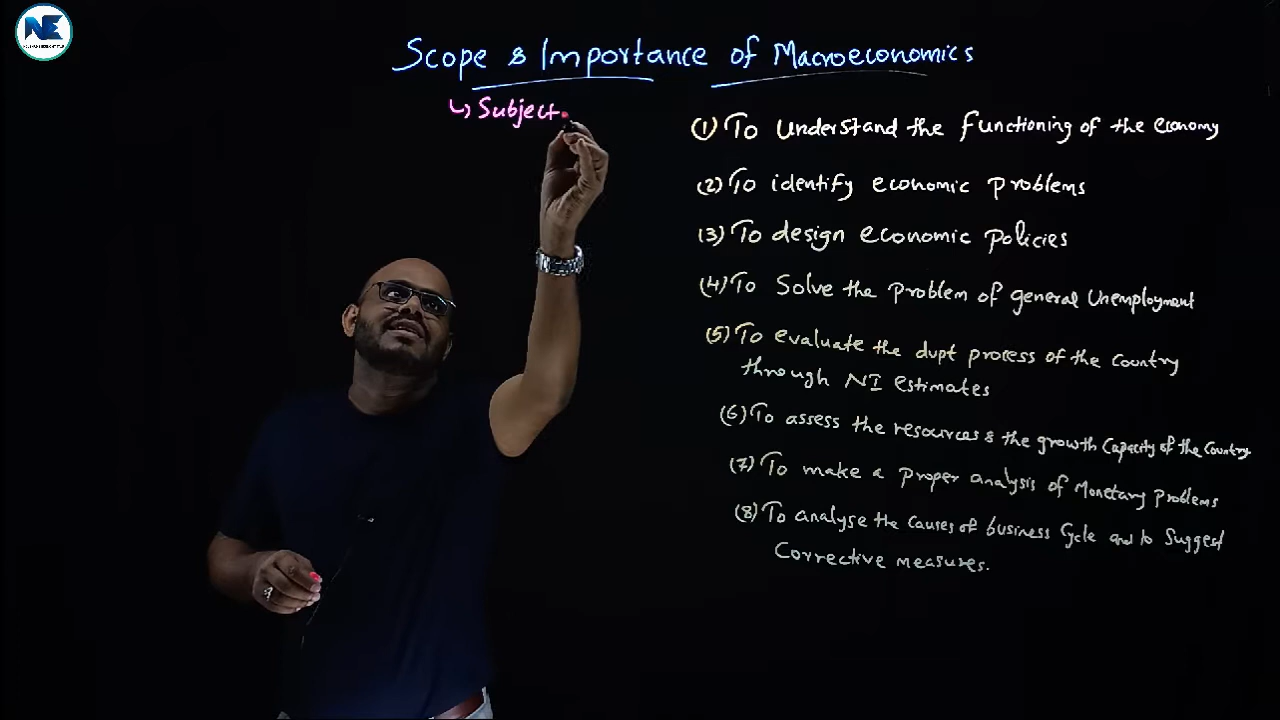 NE
Scope & Importance of Macroeconomics
↳ Subject
(1) To understand the functioning of the economy
(2) To identify economic problems
(3) To design economic policies
(4) To Solve the problem of general Unemployment
(5) To evaluate the dvpt process of the Country
through NI estimates
(6) To assess the resources & the growth Capacity of the Country
(7) To make a proper analysis of Monetary Problems
(8) To analyse the Causes of business Cycle and to Suggest
Corrective measures.